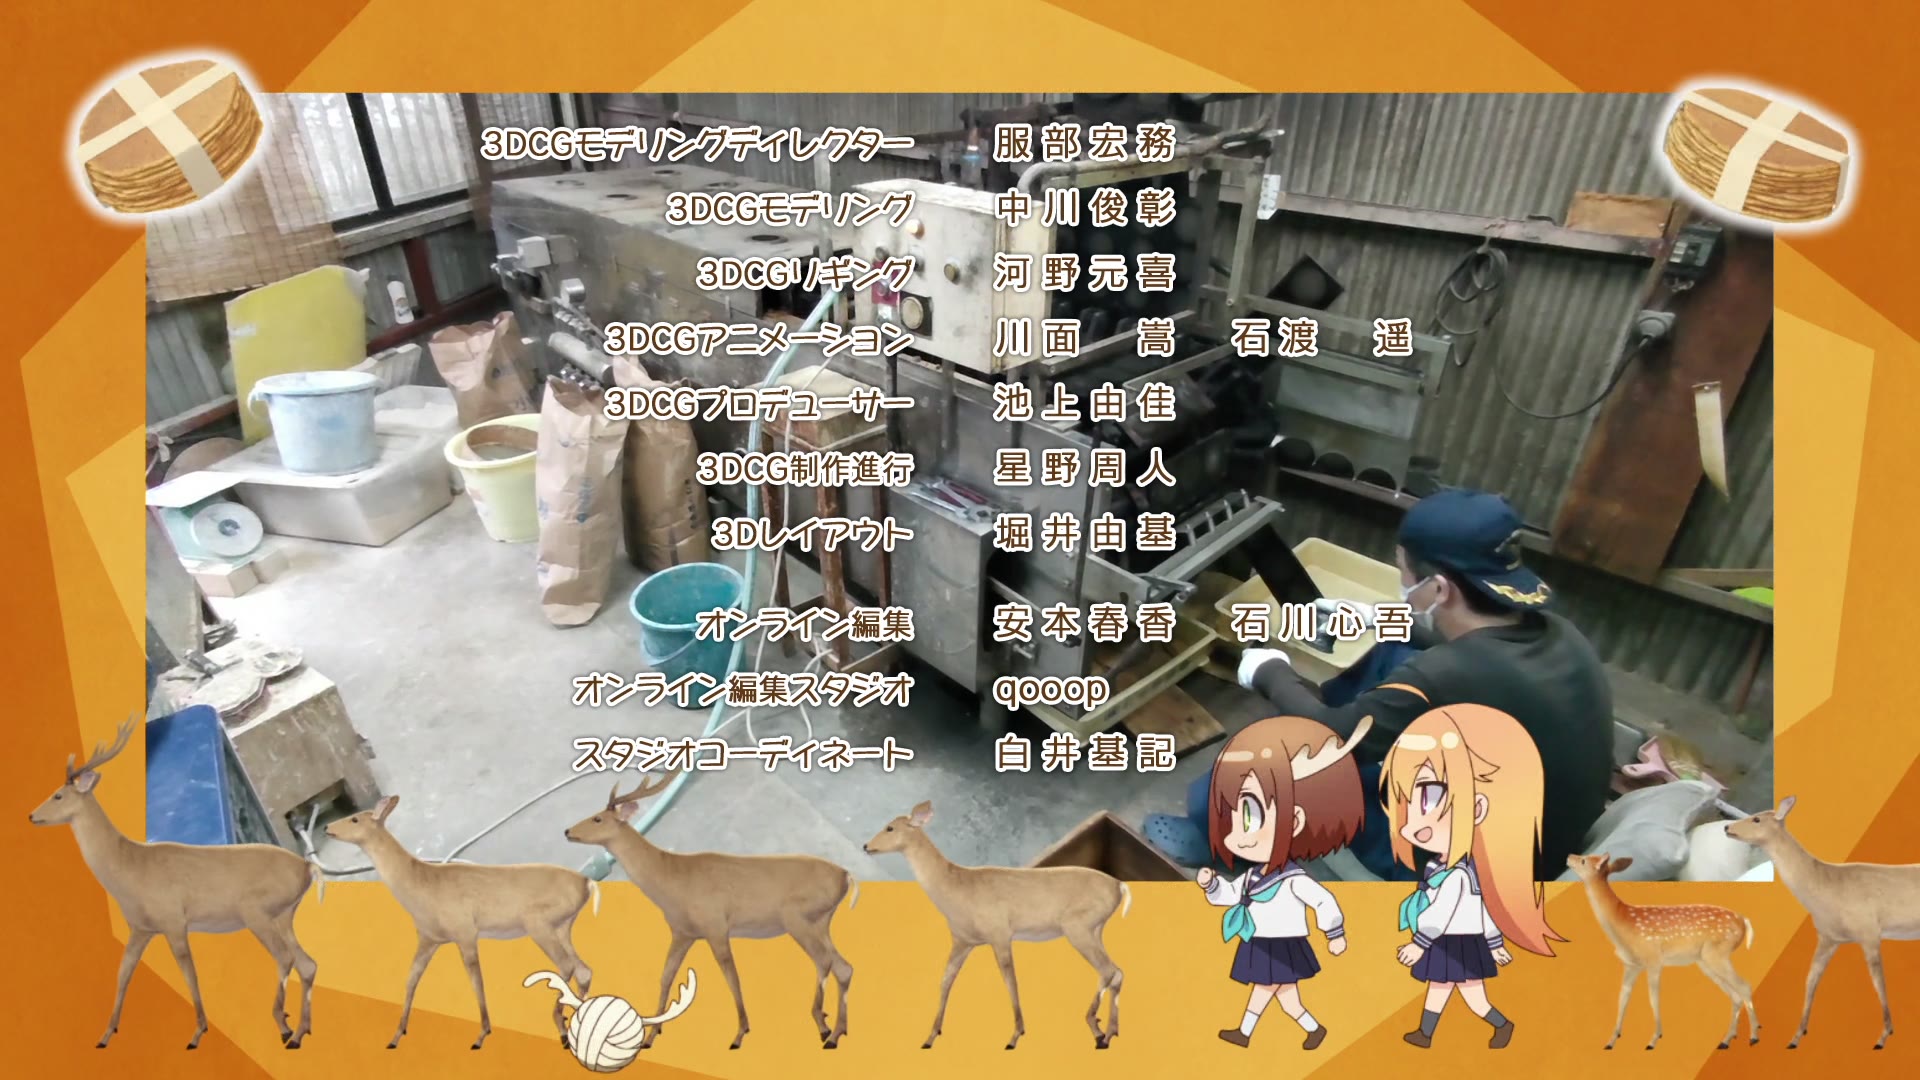 3DCGモデリングディレクター 服部宏務
3DCGモデリング 中川俊彰
3DCGリギング 河野元喜
3DCGアニメーション 川面嵩 石渡遥
3DCGプロデューサー 池上由佳
3DCG制作進行 星野周人
3Dレイアウト 堀井由基
オンライン編集 安本春香 石川心吾
オンライン編集スタジオ qooop
スタジオコーディネート 白井基記